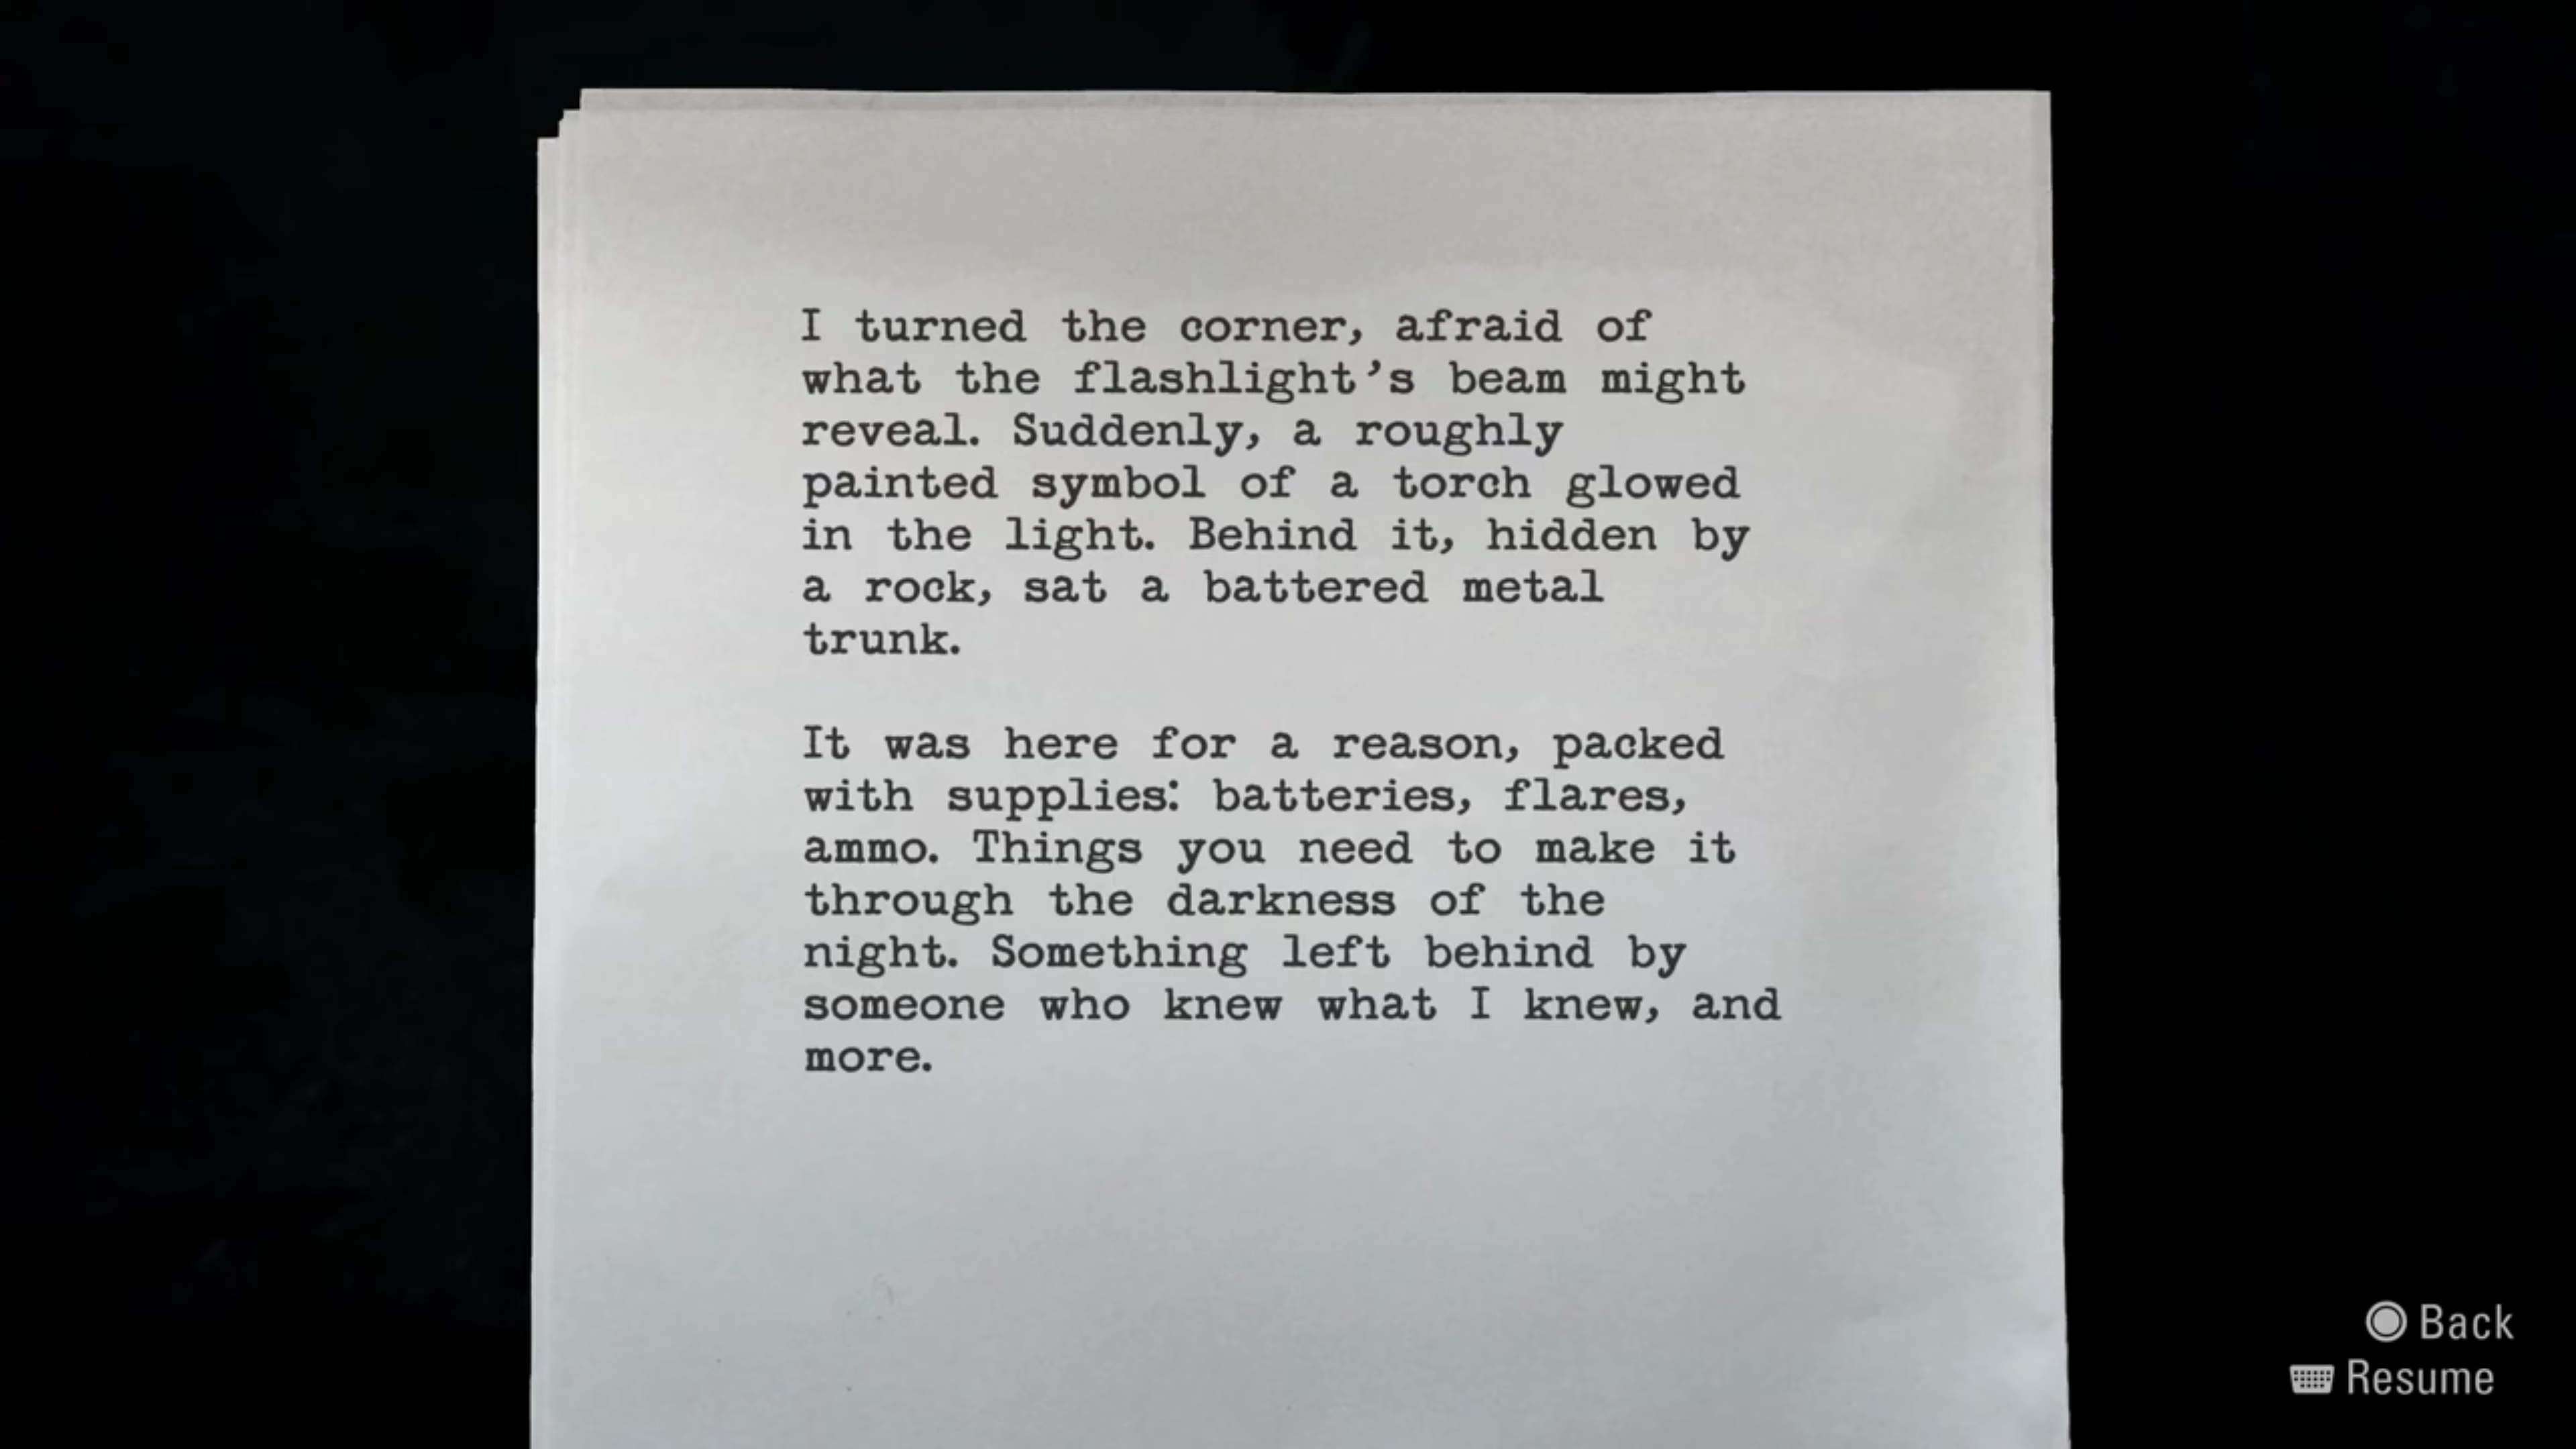 I turned the corner, afraid of
what the flashlight's beam might
reveal. Suddenly, a roughly
painted symbol of a torch glowed
in the light. Behind it, hidden by
a rock, sat a battered metal
trunk.
It was here for a reason, packed
with supplies: batteries, flares,
ammo. Things you need to make it
through the darkness of the
night. Something left behind by
someone who knew what I knew, and
more.
Back
Resume